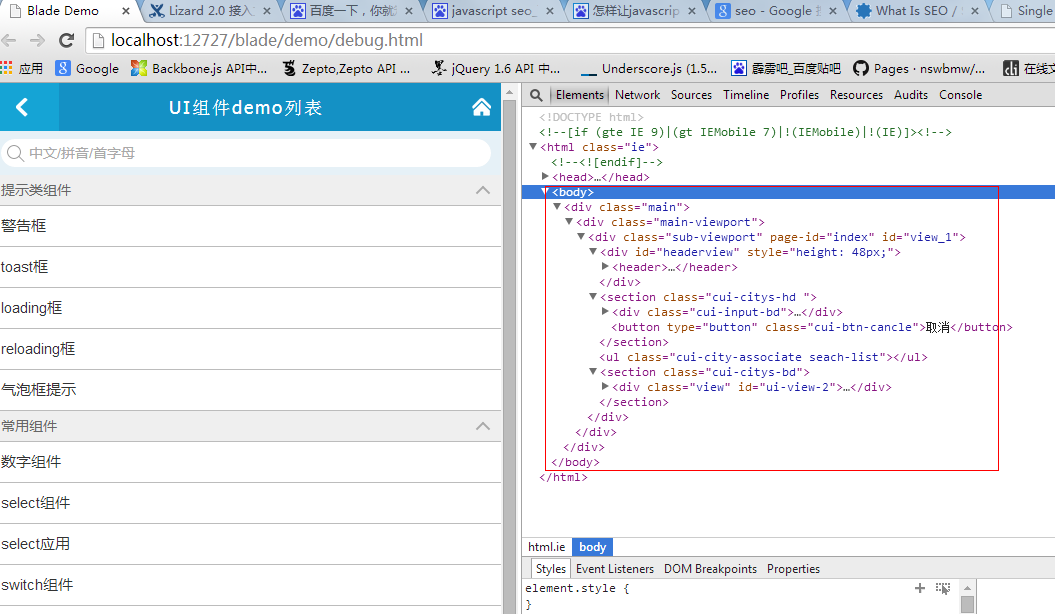 Blade Demo
Lizard 2.0 接入
百度一下，你就
javascript seo_
怎样让javascrip
seo - Google
What Is SEO /
Single
localhost:12727/blade/demo/debug.html
应用
Google
Backbone.js API中...
Zepto,Zepto API ...
jQuery 1.6 API 中...
Underscore.js (1.5...
霹雳吧_百度贴吧
Pages · nswbmw/...
在线文
UI组件demo列表
中文/拼音/首字母
提示类组件
警告框
toast框
loading框
reloading框
气泡框提示
常用组件
数字组件
select组件
select应用
switch组件
Elements Network Sources Timeline Profiles Resources Audits Console
<!DOCTYPE html>
<!--[if (gte IE 9)|(gt IEMobile 7)|!(IEMobile)|!(IE)]><!-->
<html class="ie">
<!--<![endif]-->
<head>…</head>
<body>
<div class="main">
<div class="main-viewport">
<div class="sub-viewport" page-id="index" id="view_1">
<div id="headerview" style="height: 48px;">
<header>…</header>
</div>
<section class="cui-citys-hd ">
<div class="cui-input-bd">…</div>
<button type="button" class="cui-btn-cancle">取消</button>
</section>
<ul class="cui-city-associate seach-list"></ul>
<section class="cui-citys-bd">
<div class="view" id="ui-view-2">…</div>
</section>
</div>
</div>
</div>
</body>
</html>
html.ie body
Styles Event Listeners DOM Breakpoints Properties
element.style {
}